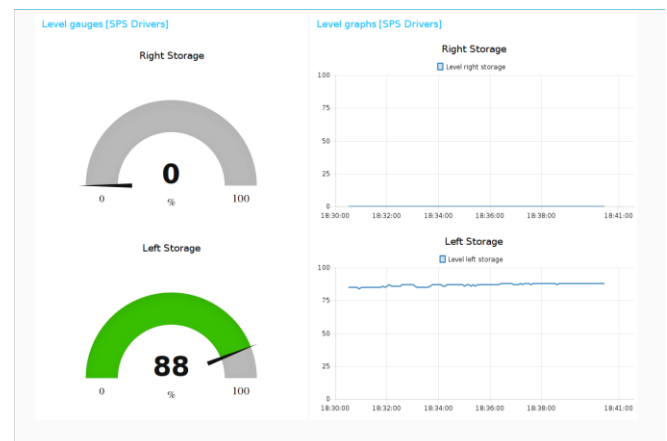 Level gauges [SPS Drivers]
Right Storage
0
0
%
100
Left Storage
88
0
%
100
Level graphs [SPS Drivers]
Right Storage
Level right storage
100
75
50
25
0
18:30:00 18:32:00 18:34:00 18:36:00 18:38:00 18:41:00
Left Storage
Level left storage
100
75
50
25
0
18:30:00 18:32:00 18:34:00 18:36:00 18:38:00 18:41:00